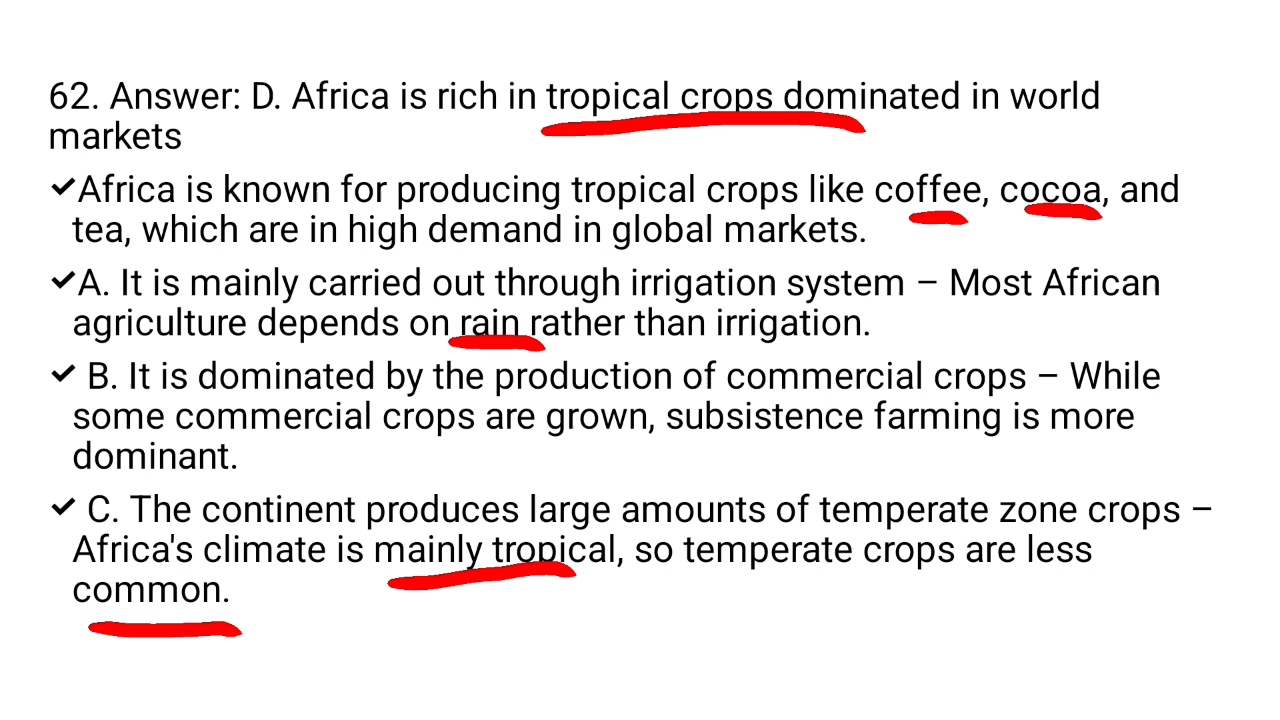 62. Answer: D. Africa is rich in tropical crops dominated in world
markets
✔Africa is known for producing tropical crops like coffee, cocoa, and
tea, which are in high demand in global markets.
✔A. It is mainly carried out through irrigation system – Most African
agriculture depends on rain rather than irrigation.
✔ B. It is dominated by the production of commercial crops – While
some commercial crops are grown, subsistence farming is more
dominant.
✔ C. The continent produces large amounts of temperate zone crops –
Africa's climate is mainly tropical, so temperate crops are less
common.